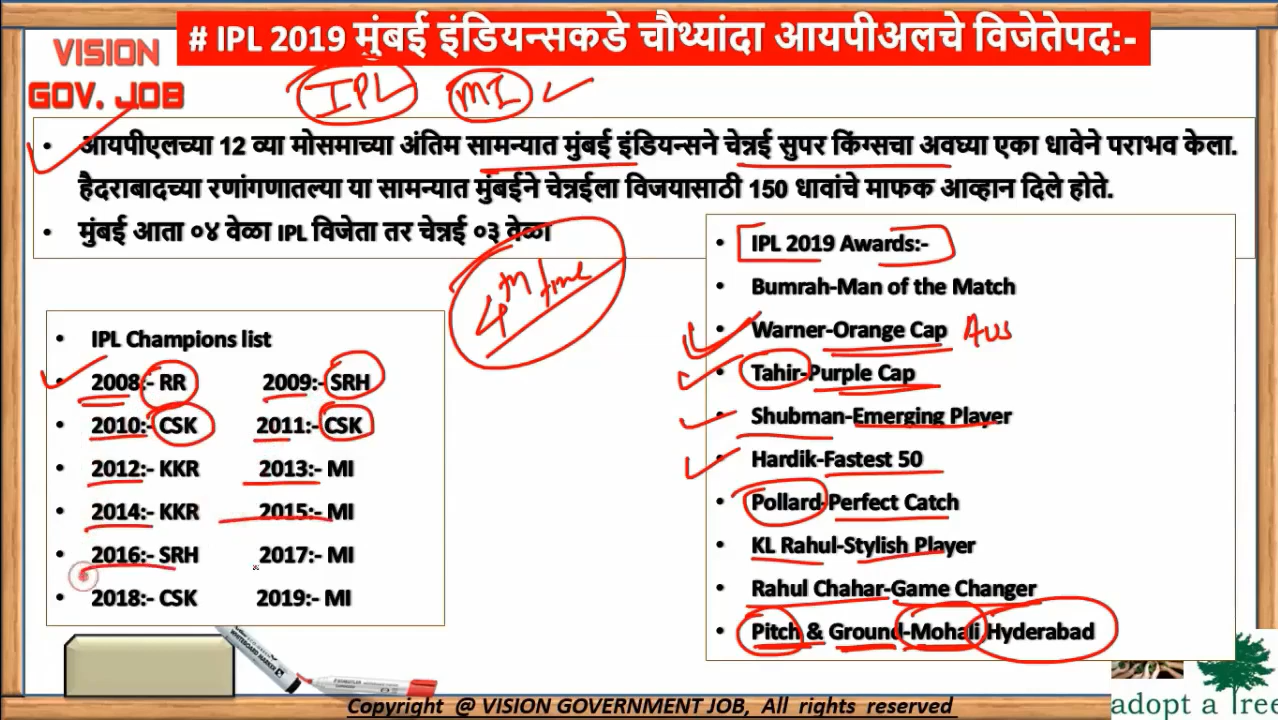 # IPL 2019 मुंबई इंडियन्सकडे चौथ्यांदा आयपीअलचे विजेतेपद:-
VISION
GOV. JOB
IPL MI
• आयपीएलच्या 12 व्या मोसमाच्या अंतिम सामन्यात मुंबई इंडियन्सने चेन्नई सुपर किंग्सचा अवघ्या एका धावेने पराभव केला.
हैदराबादच्या रणांगणातल्या या सामन्यात मुंबईने चेन्नईला विजयासाठी 150 धावांचे माफक आव्हान दिले होते.
• मुंबई आता ०४ वेळा IPL विजेता तर चेन्नई ०३ वेळा
4th time
• IPL Champions list
• 2008:- RR 2009:- SRH
• 2010:- CSK 2011:- CSK
• 2012:- KKR 2013:- MI
• 2014:- KKR 2015:- MI
• 2016:- SRH 2017:- MI
• 2018:- CSK 2019:- MI
• IPL 2019 Awards:-
• Bumrah-Man of the Match
• Warner-Orange Cap Aus
• Tahir-Purple Cap
• Shubman-Emerging Player
• Hardik-Fastest 50
• Pollard-Perfect Catch
• KL Rahul-Stylish Player
• Rahul Chahar-Game Changer
• Pitch & Ground-Mohali Hyderabad
WHITEBOARD MARKER
adopt a Tree
Copyright @ VISION GOVERNMENT JOB, All rights reserved